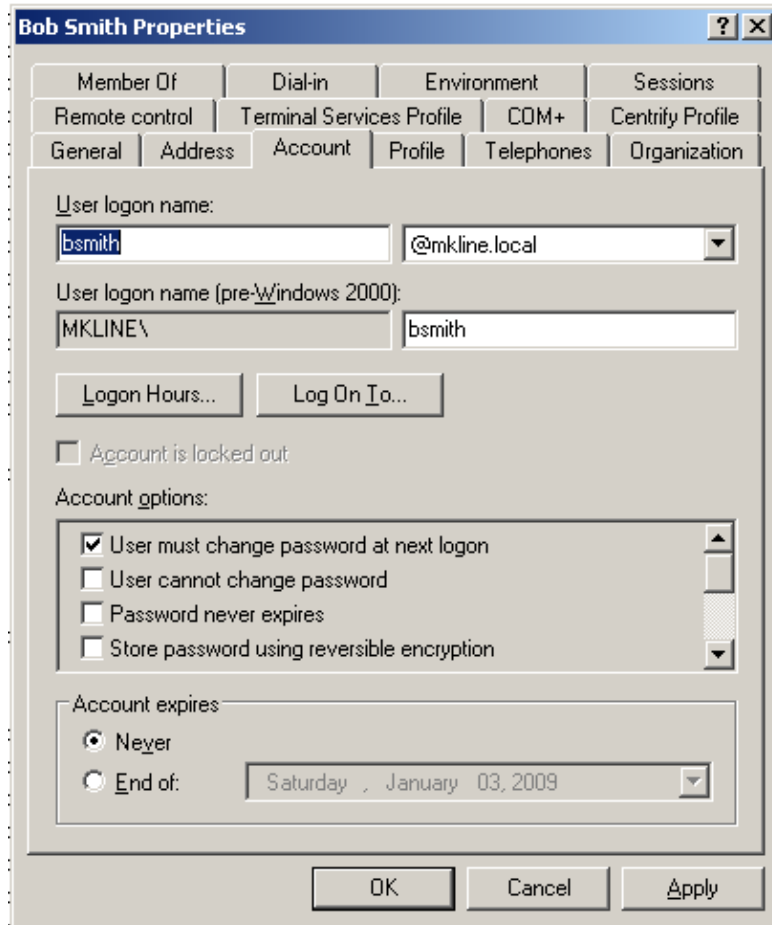 Bob Smith Properties
Member Of Dial-in Environment Sessions
Remote control Terminal Services Profile COM+ Centrify Profile
General Address Account Profile Telephones Organization
User logon name:
bsmith @mkline.local
User logon name (pre-Windows 2000):
MKLINE\ bsmith
Logon Hours... Log On To...
Account is locked out
Account options:
User must change password at next logon
User cannot change password
Password never expires
Store password using reversible encryption
Account expires
Never
End of: Saturday , January 03, 2009
OK Cancel Apply